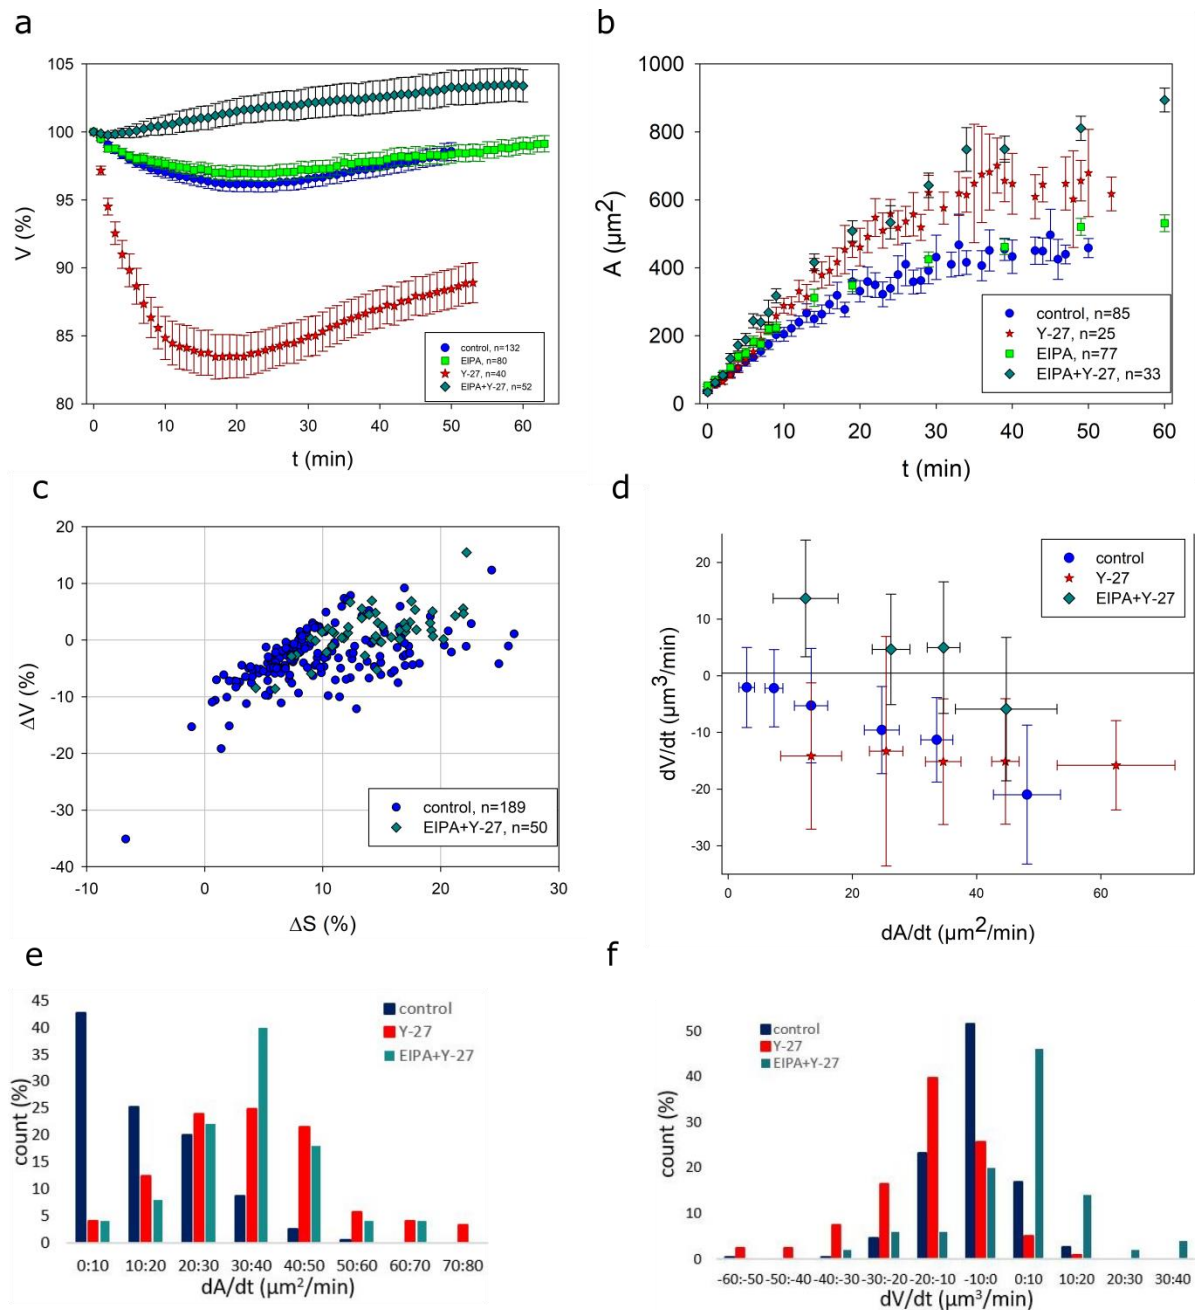 a
105
100
95
90
85
80
V (%)
0 10 20 30 40 50 60
t (min)
control, n=132
EIPA, n=80
Y-27, n=40
EIPA+Y-27, n=52
b
1000
800
600
400
200
0
A (µm2)
0 10 20 30 40 50 60
t (min)
control, n=85
Y-27, n=25
EIPA, n=77
EIPA+Y-27, n=33
c
20
10
0
-10
-20
-30
-40
ΔV (%)
-10 0 10 20 30
ΔS (%)
control, n=189
EIPA+Y-27, n=50
d
20
10
0
-10
-20
-30
dV/dt (µm3/min)
0 20 40 60
dA/dt (µm2/min)
control
Y-27
EIPA+Y-27
e
45
40
35
30
25
20
15
10
5
0
count (%)
0:10 10:20 20:30 30:40 40:50 50:60 60:70 70:80
dA/dt (µm2/min)
control
Y-27
EIPA+Y-27
f
50
40
30
20
10
0
count (%)
-60:-50 -50:-40 -40:-30 -30:-20 -20:-10 -10:0 0:10 10:20 20:30 30:40
dV/dt (µm3/min)
control
Y-27
EIPA+Y-27